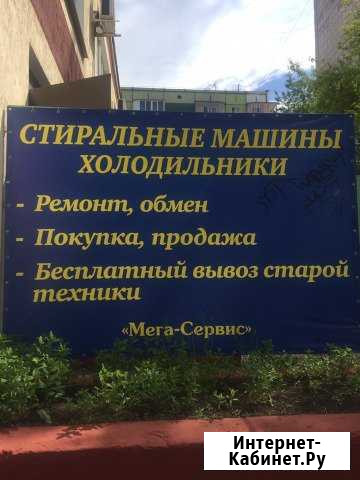 СТИРАЛЬНЫЕ МАШИНЫ
ХОЛОДИЛЬНИКИ
- Ремонт, обмен
- Покупка, продажа
- Бесплатный вывоз старой
техники
«Мега-Сервис»
Интернет-
Кабинет.Ру